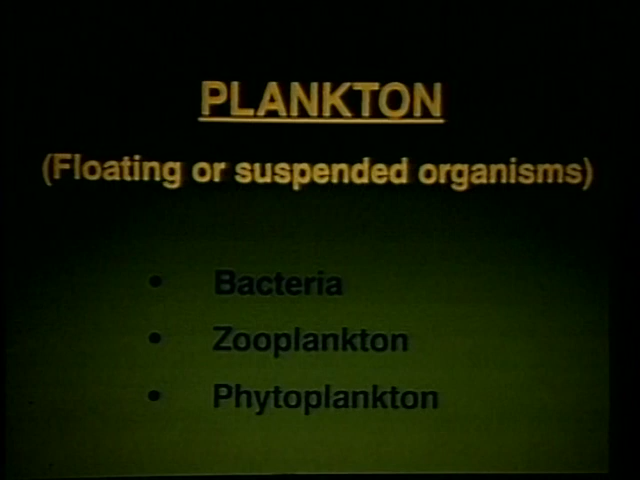 PLANKTON
(Floating or suspended organisms)
• Bacteria
• Zooplankton
• Phytoplankton